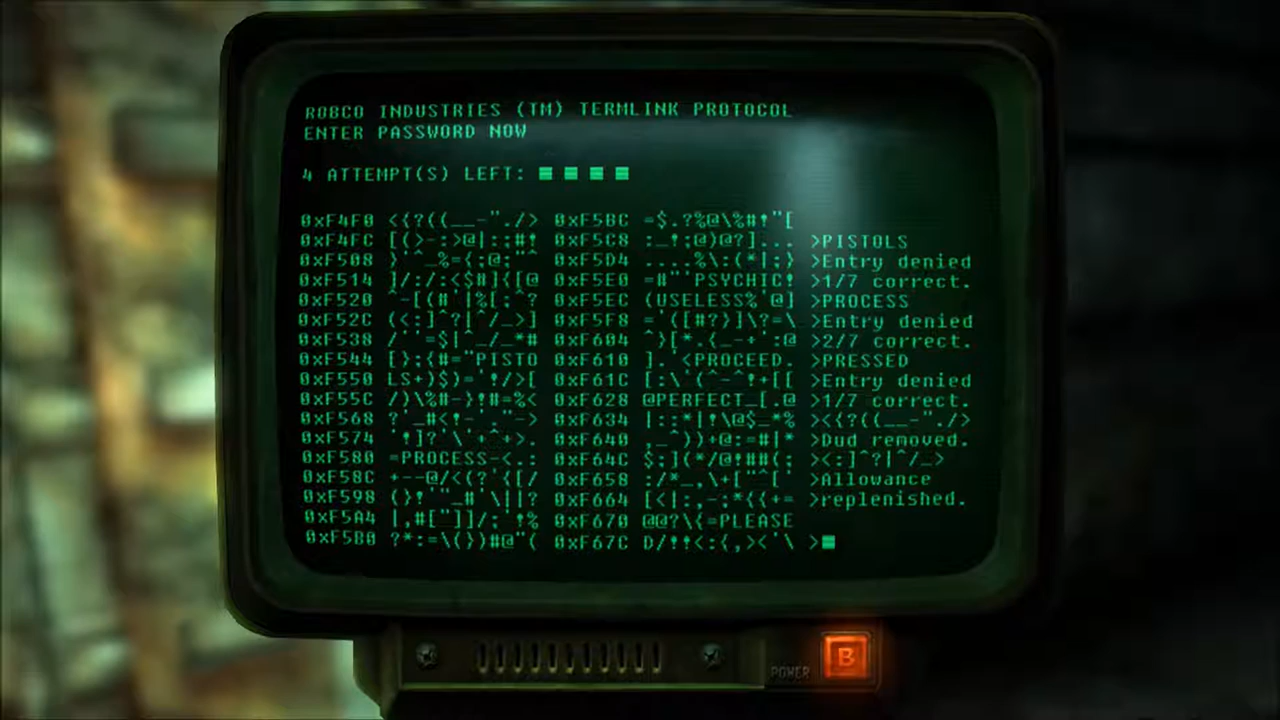 ROBCO INDUSTRIES (TM) TERMLINK PROTOCOL
ENTER PASSWORD NOW
4 ATTEMPT(S) LEFT:
0xF4F0 <{?((__-"./> 0xF5BC =$.?%@\%#!"[
0xF4FC [(>-:>@|:;#! 0xF5C8 :_!;@)@?]... >PISTOLS
0xF508 }'^_%={;@;"^ 0xF5D4 ....%\:(*|;} >Entry denied
0xF514 ]/:/:<$#]{[@ 0xF5E0 =#"'PSYCHIC! >1/7 correct.
0xF520 ^-[(#'|%[;^? 0xF5EC (USELESS%'@] >PROCESS
0xF52C (<:]^?|^/_>] 0xF5F8 ='([#?}]\?=\ >Entry denied
0xF538 /''=$|^_/_*# 0xF604 ^}[*.{_-+':@ >2/7 correct.
0xF544 [};{#="PISTO 0xF610 ].'<PROCEED. >PRESSED
0xF550 LS+)$)='!/>[ 0xF61C [:\'(^-^!+[[ >Entry denied
0xF55C /)\%#-}!#=%< 0xF628 @PERFECT_[.@ >1/7 correct.
0xF568 ?'_#<!-'_"-> 0xF634 |::*|!\@$_*% ><{?((__-"./>
0xF574 '!]?'\'+^+>. 0xF640 ,_^))+@:=#|* >Dud removed.
0xF580 =PROCESS-<.: 0xF64C $;](*/@!##(; ><:]^?|^/_>
0xF58C +--@/<(?'{[/ 0xF658 :/*_,\+["^[ >Allowance
0xF598 (}!'"_#'\||? 0xF664 [<|:,-;*{{+= >replenished.
0xF5A4 |,#["]]/:'!% 0xF670 @@?\{=PLEASE
0xF5B0 ?*:=\(})#@"( 0xF67C D/!!<:{,><'\ >
POWER
B